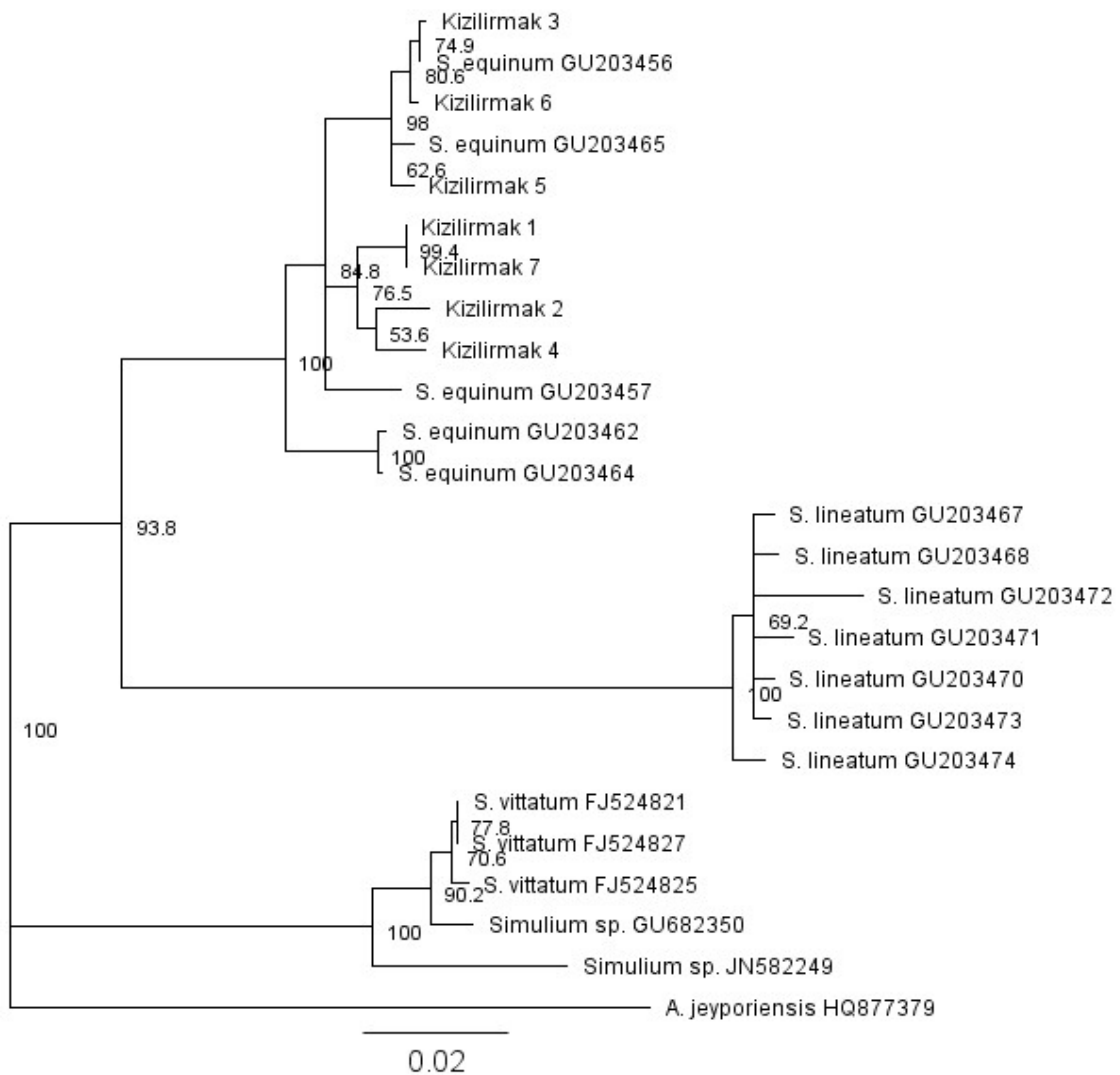 Kizilirmak 3
74.9
S. equinum GU203456
80.6
Kizilirmak 6
98
S. equinum GU203465
62.6
Kizilirmak 5
Kizilirmak 1
99.4
Kizilirmak 7
84.8
76.5
Kizilirmak 2
53.6
Kizilirmak 4
100
S. equinum GU203457
S. equinum GU203462
100
S. equinum GU203464
S. lineatum GU203467
93.8
S. lineatum GU203468
S. lineatum GU203472
69.2
S. lineatum GU203471
S. lineatum GU203470
100
S. lineatum GU203473
100
S. lineatum GU203474
S. vittatum FJ524821
77.8
S. vittatum FJ524827
70.6
S. vittatum FJ524825
90.2
Simulium sp. GU682350
100
Simulium sp. JN582249
A. jeyporiensis HQ877379
0.02